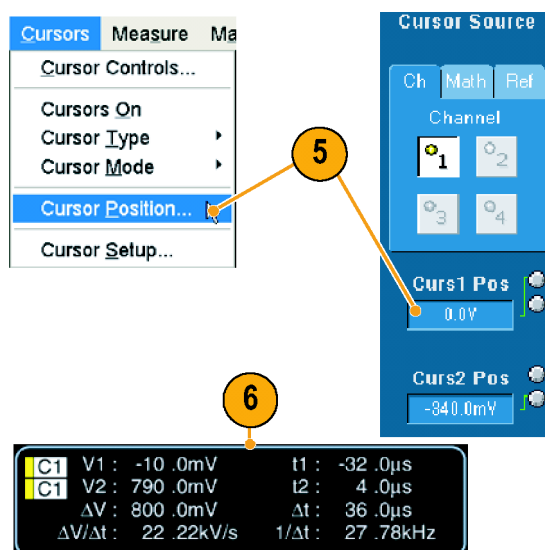 Cursors Measure Ma
Cursor Controls...
Cursors On
Cursor Type
Cursor Mode
Cursor Position...
Cursor Setup...
5
Cursor Source
Ch Math Ref
Channel
1 2
3 4
Curs1 Pos
0.0V
Curs2 Pos
-840.0mV
6
C1 V1 : -10 .0mV t1 : -32 .0µs
C1 V2 : 790 .0mV t2 : 4 .0µs
ΔV : 800 .0mV Δt : 36 .0µs
ΔV/Δt : 22 .22kV/s 1/Δt : 27 .78kHz